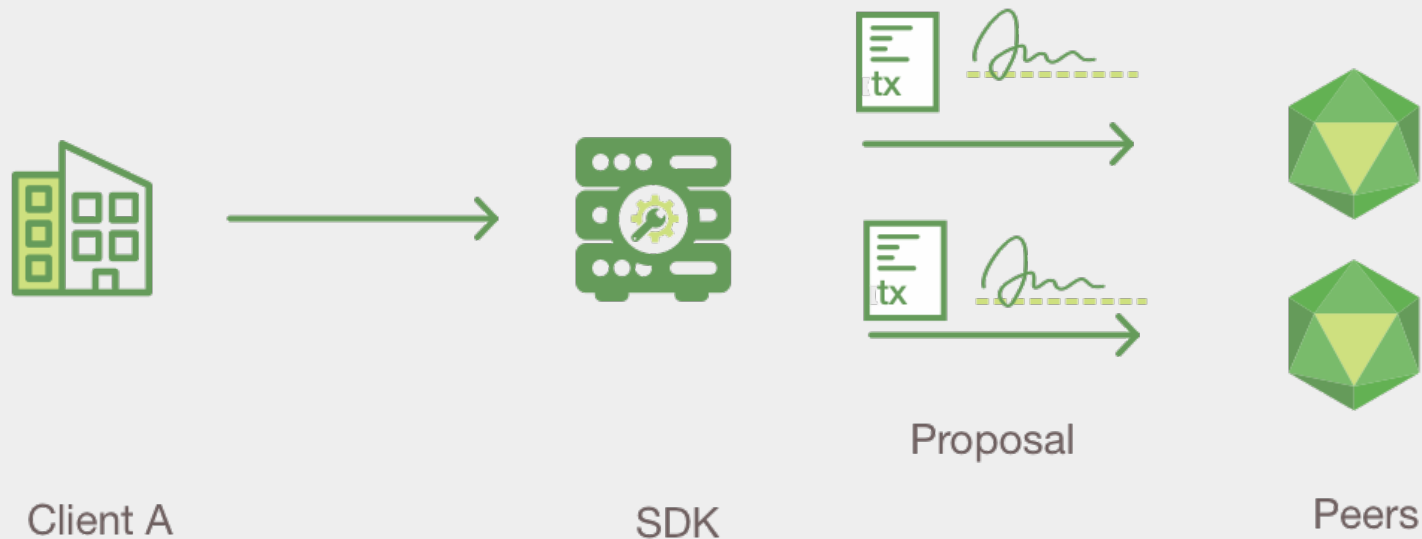 tx
tx
Proposal
Client A
SDK
Peers